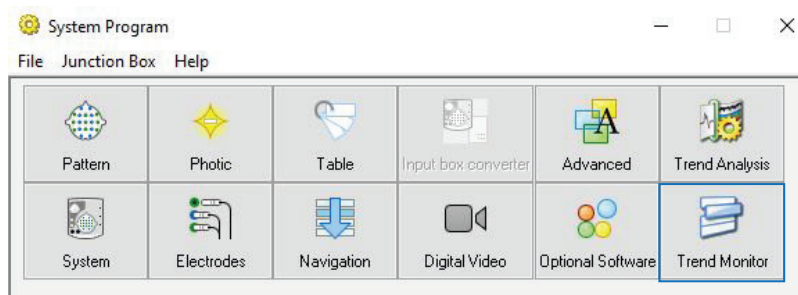 System Program
File Junction Box Help
Pattern Photic Table Input box converter Advanced Trend Analysis
System Electrodes Navigation Digital Video Optional Software Trend Monitor